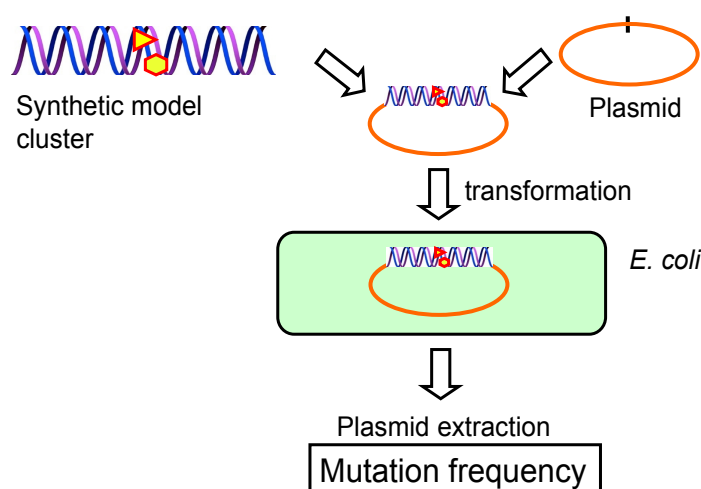 Synthetic model
cluster
Plasmid
transformation
E. coli
Plasmid extraction
Mutation frequency